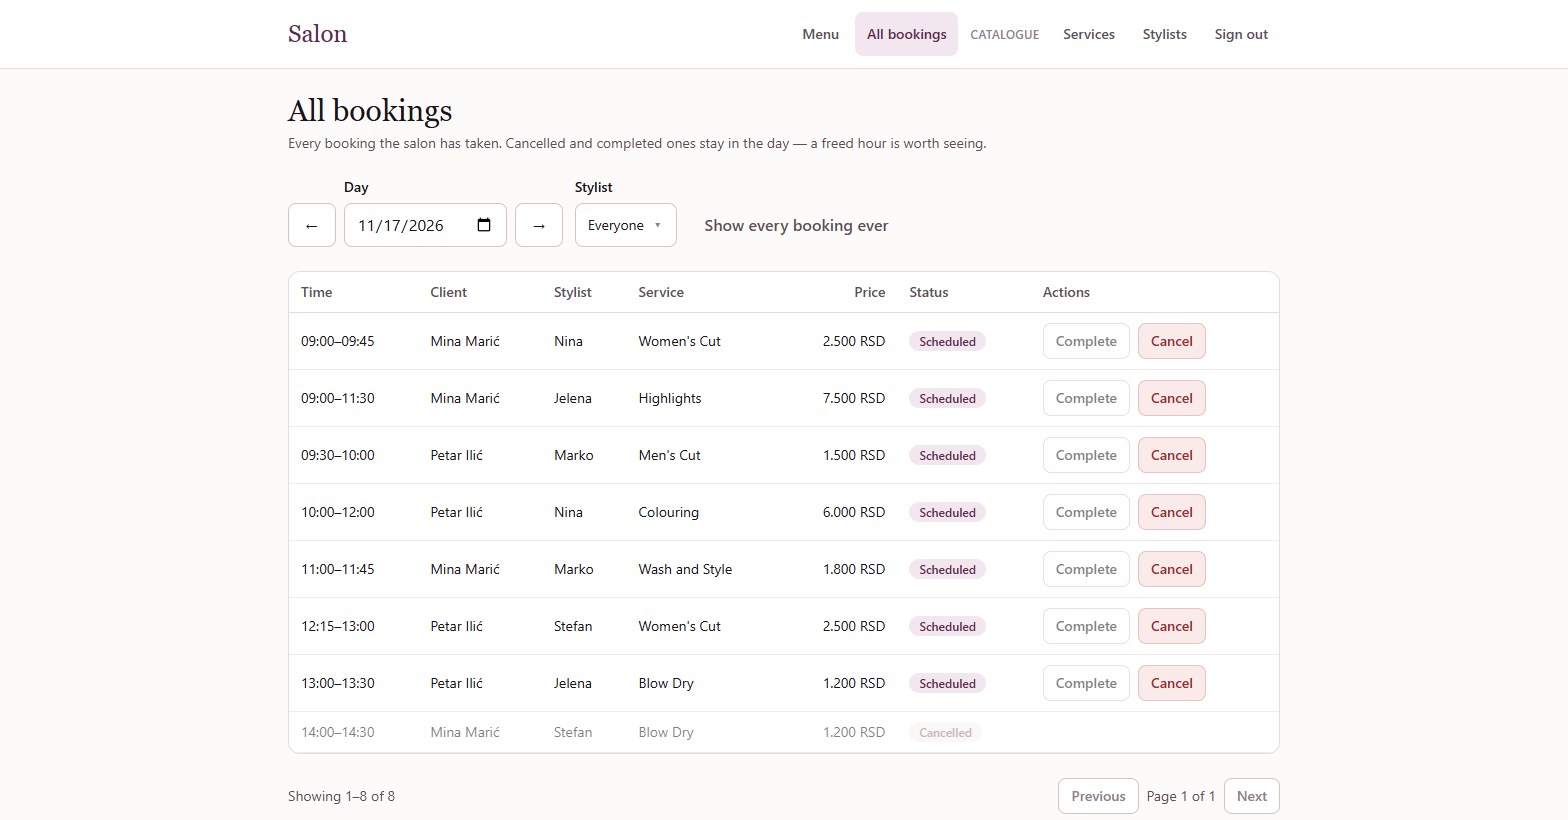 Salon
Menu All bookings CATALOGUE Services Stylists Sign out
All bookings
Every booking the salon has taken. Cancelled and completed ones stay in the day — a freed hour is worth seeing.
Day Stylist
← 11/17/2026 → Everyone ▾ Show every booking ever
Time Client Stylist Service Price Status Actions
09:00–09:45 Mina Marić Nina Women's Cut 2.500 RSD Scheduled Complete Cancel
09:00–11:30 Mina Marić Jelena Highlights 7.500 RSD Scheduled Complete Cancel
09:30–10:00 Petar Ilić Marko Men's Cut 1.500 RSD Scheduled Complete Cancel
10:00–12:00 Petar Ilić Nina Colouring 6.000 RSD Scheduled Complete Cancel
11:00–11:45 Mina Marić Marko Wash and Style 1.800 RSD Scheduled Complete Cancel
12:15–13:00 Petar Ilić Stefan Women's Cut 2.500 RSD Scheduled Complete Cancel
13:00–13:30 Petar Ilić Jelena Blow Dry 1.200 RSD Scheduled Complete Cancel
14:00–14:30 Mina Marić Stefan Blow Dry 1.200 RSD Cancelled
Showing 1–8 of 8 Previous Page 1 of 1 Next